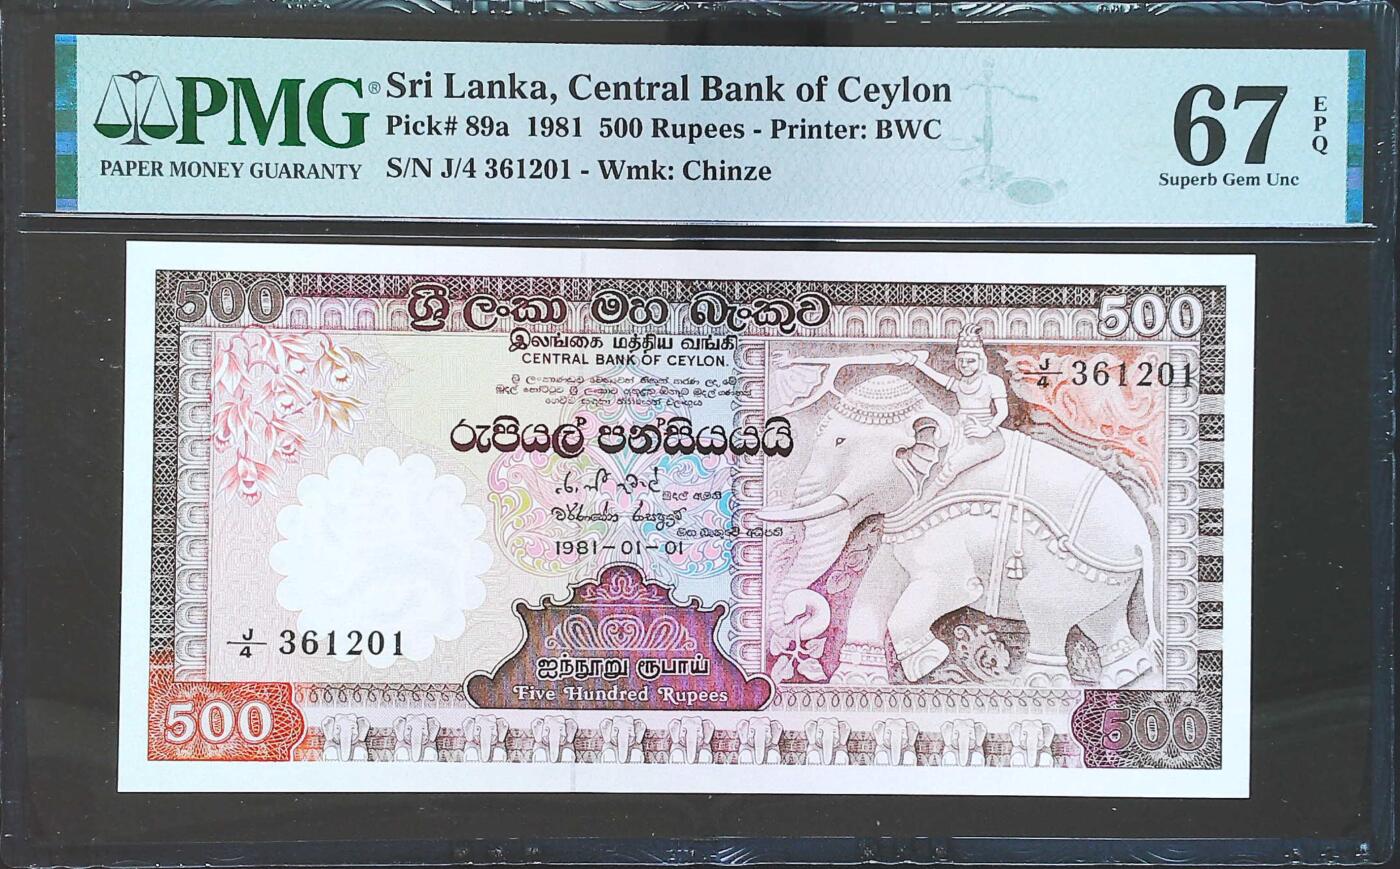 PMG®
PAPER MONEY GUARANTY
Sri Lanka, Central Bank of Ceylon
Pick# 89a 1981 500 Rupees - Printer: BWC
S/N J/4 361201 - Wmk: Chinze
67
EPQ
Superb Gem Unc
500
ශ්‍රී ලංකා මහ බැංකුව
500
இலங்கை மத்திய வங்கி
CENTRAL BANK OF CEYLON.
J/4 361201
රුපියල් පන්සියයයි
මුදල් ඇමති
1981-01-01
J/4 361201
ஐந்நூறு ரூபாய்
Five Hundred Rupees
500
500